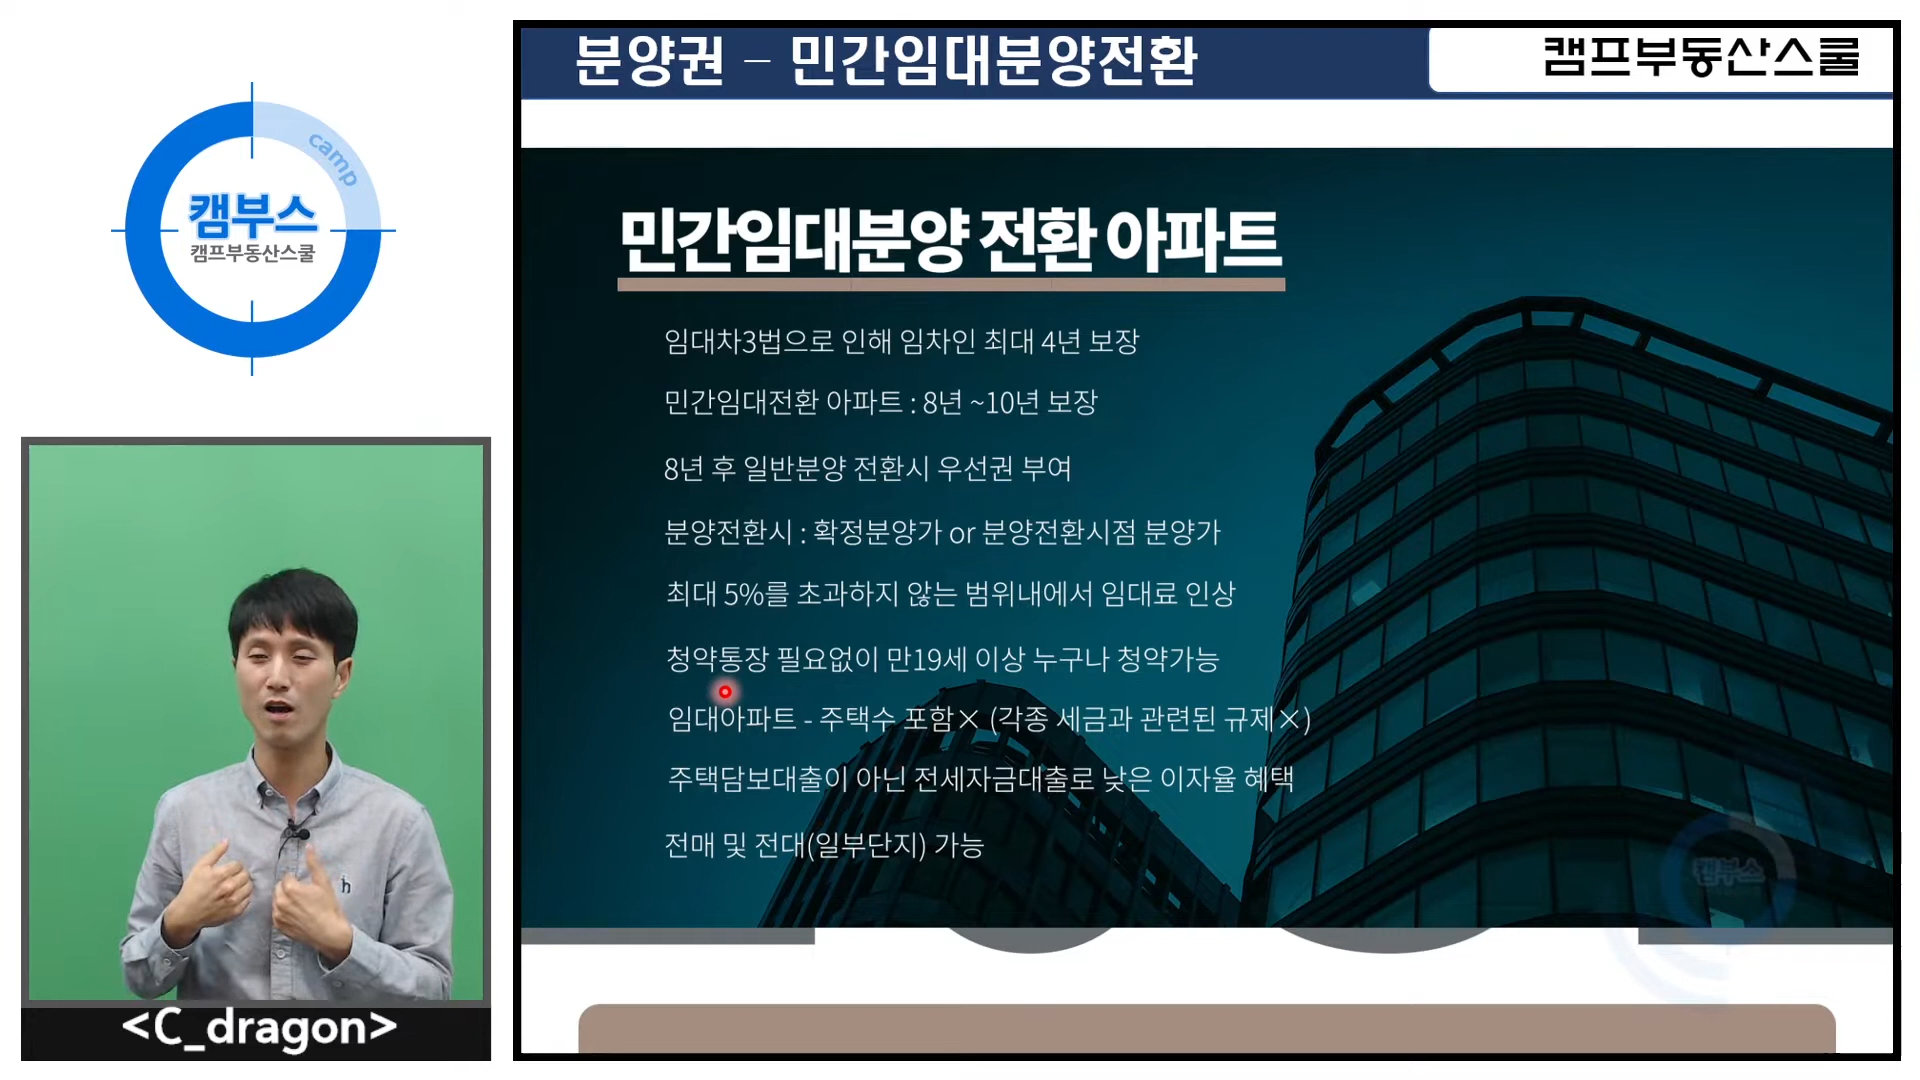 분양권 – 민간임대분양전환
캠프부동산스쿨
camp
캠부스
캠프부동산스쿨
민간임대분양 전환 아파트
임대차3법으로 인해 임차인 최대 4년 보장
민간임대전환 아파트 : 8년 ~10년 보장
8년 후 일반분양 전환시 우선권 부여
분양전환시 : 확정분양가 or 분양전환시점 분양가
최대 5%를 초과하지 않는 범위내에서 임대료 인상
청약통장 필요없이 만19세 이상 누구나 청약가능
임대아파트 - 주택수 포함× (각종 세금과 관련된 규제×)
주택담보대출이 아닌 전세자금대출로 낮은 이자율 혜택
전매 및 전대(일부단지) 가능
캠부스
h
<C_dragon>